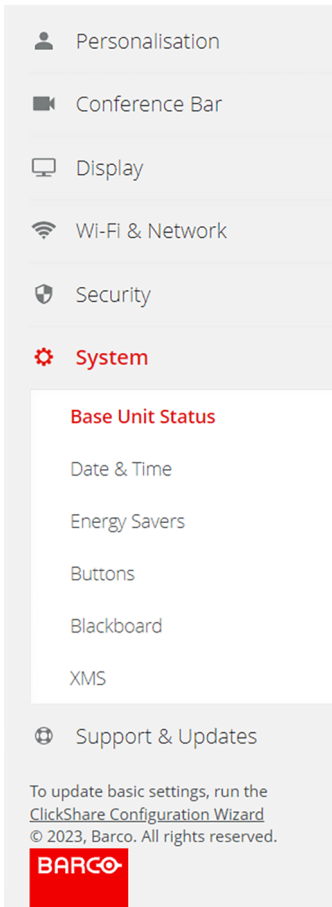 Personalisation
Conference Bar
Display
Wi-Fi & Network
Security
System
Base Unit Status
Date & Time
Energy Savers
Buttons
Blackboard
XMS
Support & Updates
To update basic settings, run the
ClickShare Configuration Wizard
© 2023, Barco. All rights reserved.
BARCO